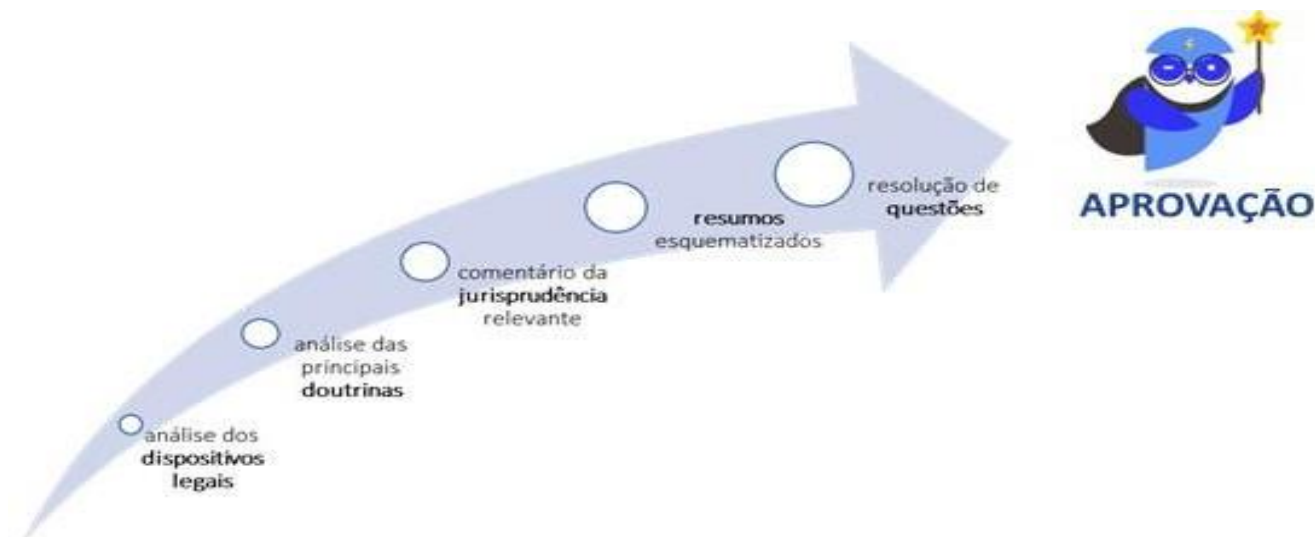 análise dos
dispositivos
legais
análise das
principais
doutrinas
comentário da
jurisprudência
relevante
resumos
esquematizados
resolução de
questões
APROVAÇÃO